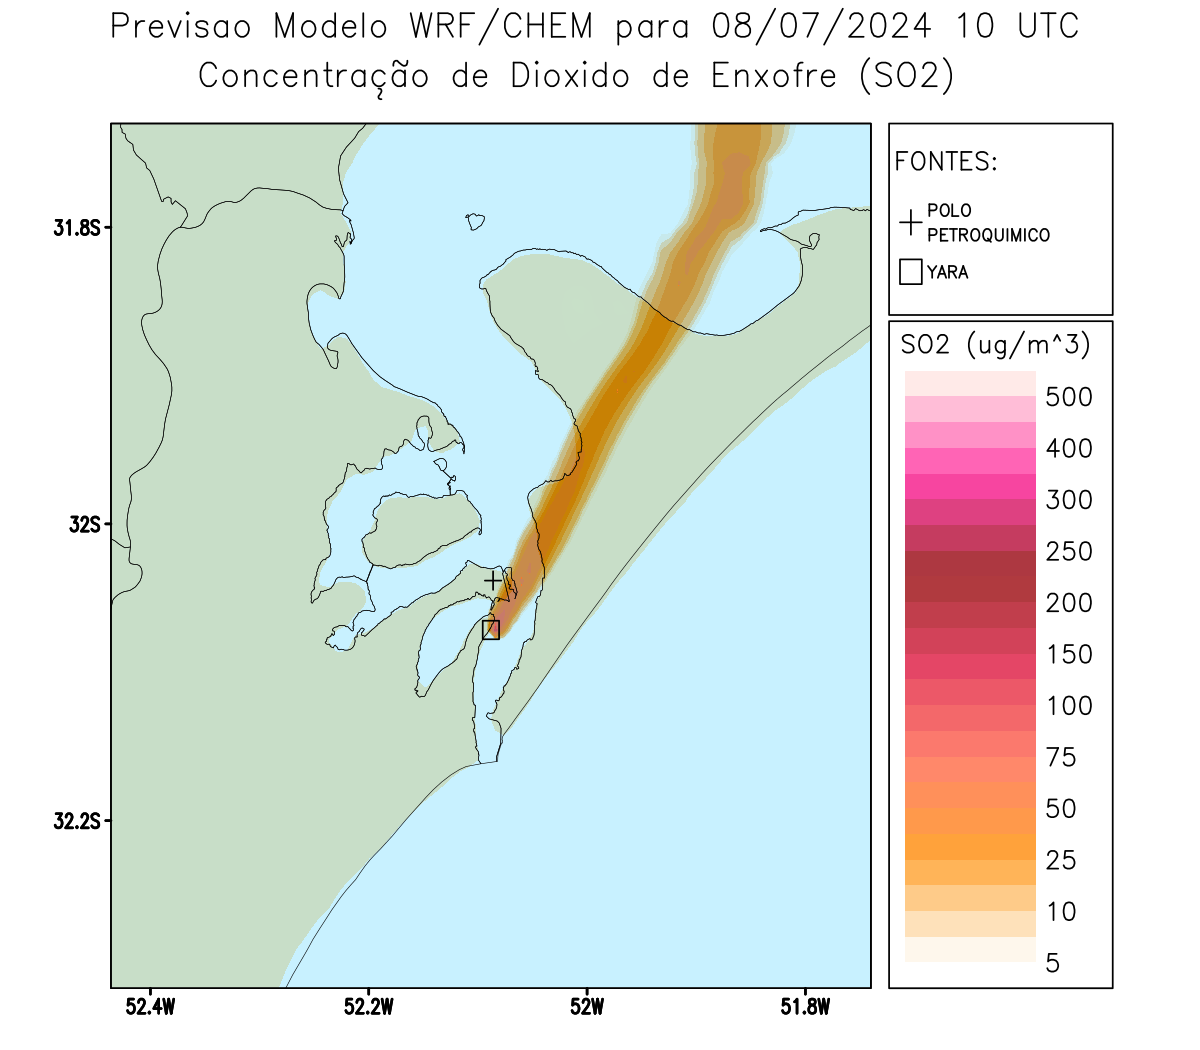 Previsao Modelo WRF/CHEM para 08/07/2024 10 UTC
Concentração de Dioxido de Enxofre (SO2)
FONTES:
POLO
PETROQUIMICO
YARA
SO2 (ug/m^3)
500
400
300
250
200
150
100
75
50
25
10
5
31.8S
32S
32.2S
52.4W
52.2W
52W
51.8W